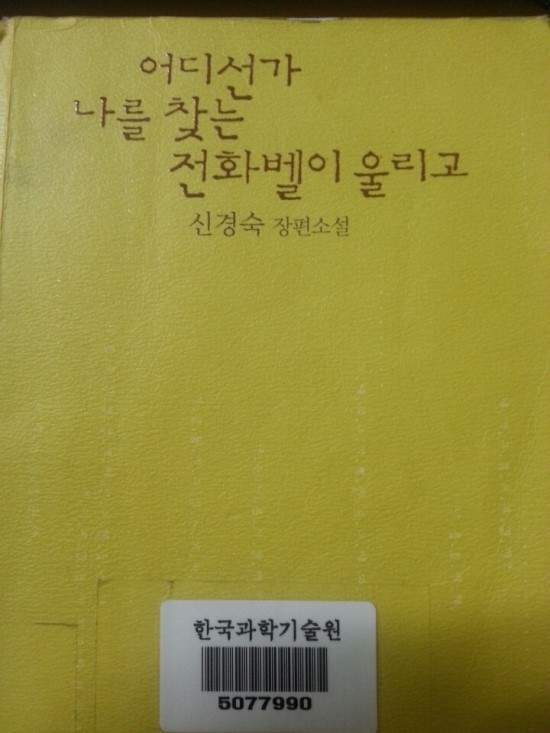 어디선가
나를 찾는
전화벨이 울리고
신경숙 장편소설
한국과학기술원
5077990